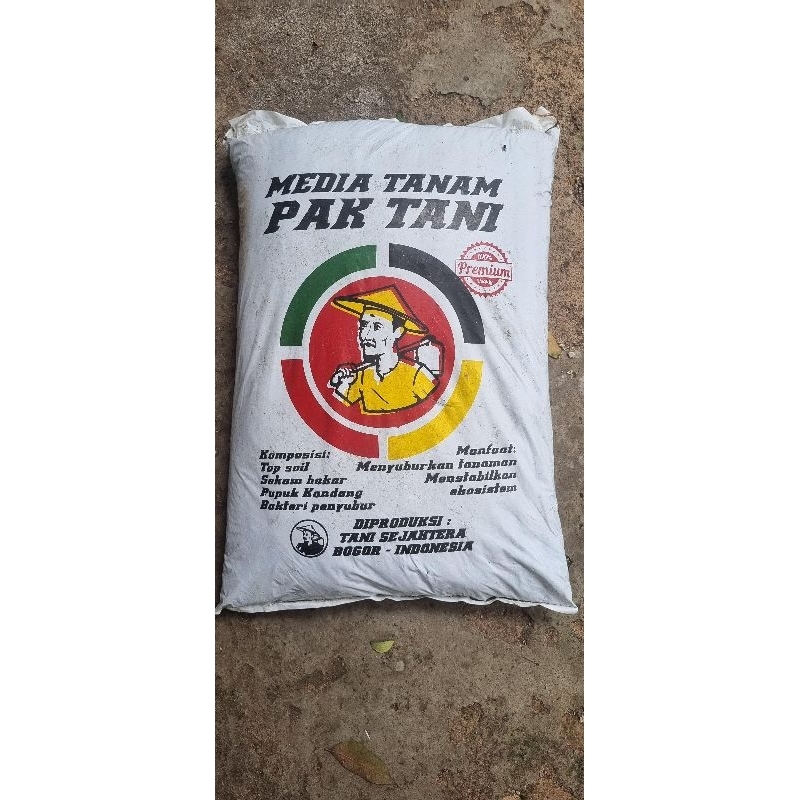 MEDIA TANAM
PAK TANI
100%
Premium
Komposisi:
Top soil
Sekam bakar
Pupuk Kandang
Bakteri penyubur
Manfaat:
Menyuburkan tanaman
Menstabilkan
ekosistem
DIPRODUKSI :
TANI SEJAHTERA
BOGOR - INDONESIA